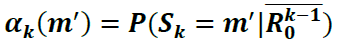 α_k(m′) = P(S_k = m′|\overline{R_0^{k−1}})